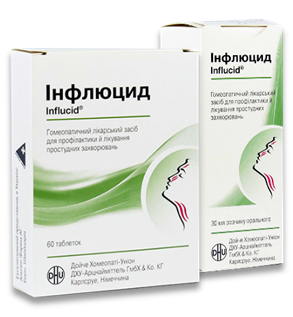 Інфлюцид
Influcid®
Гомеопатичний лікарський засіб
для профілактики й лікування
простудних захворювань
60 таблеток
DHU
Дойче Хомеопаті-Уніон
ДХУ-Арцнайміттель ГмбХ & Ко. КГ
Карлсруе, Німеччина
Інфлюцид
Influcid®
Гомеопатичний лікарський засіб
для профілактики й лікування
простудних захворювань
30 мл розчину орального
DHU
Дойче Хомеопаті-Уніон
ДХУ-Арцнайміттель ГмбХ & Ко. КГ
Карлсруе, Німеччина